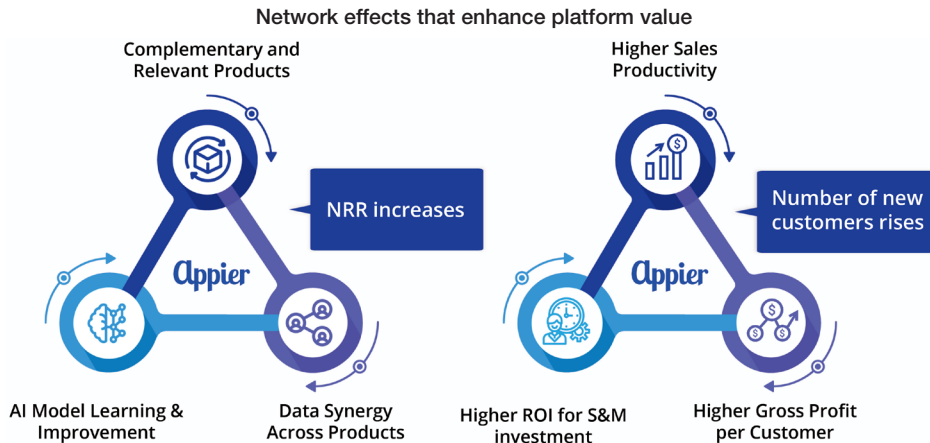 Network effects that enhance platform value
Complementary and
Relevant Products
NRR increases
Appier
AI Model Learning &
Improvement
Data Synergy
Across Products
Higher Sales
Productivity
$
Number of new
customers rises
Appier
$
$ $
Higher ROI for S&M
investment
Higher Gross Profit
per Customer